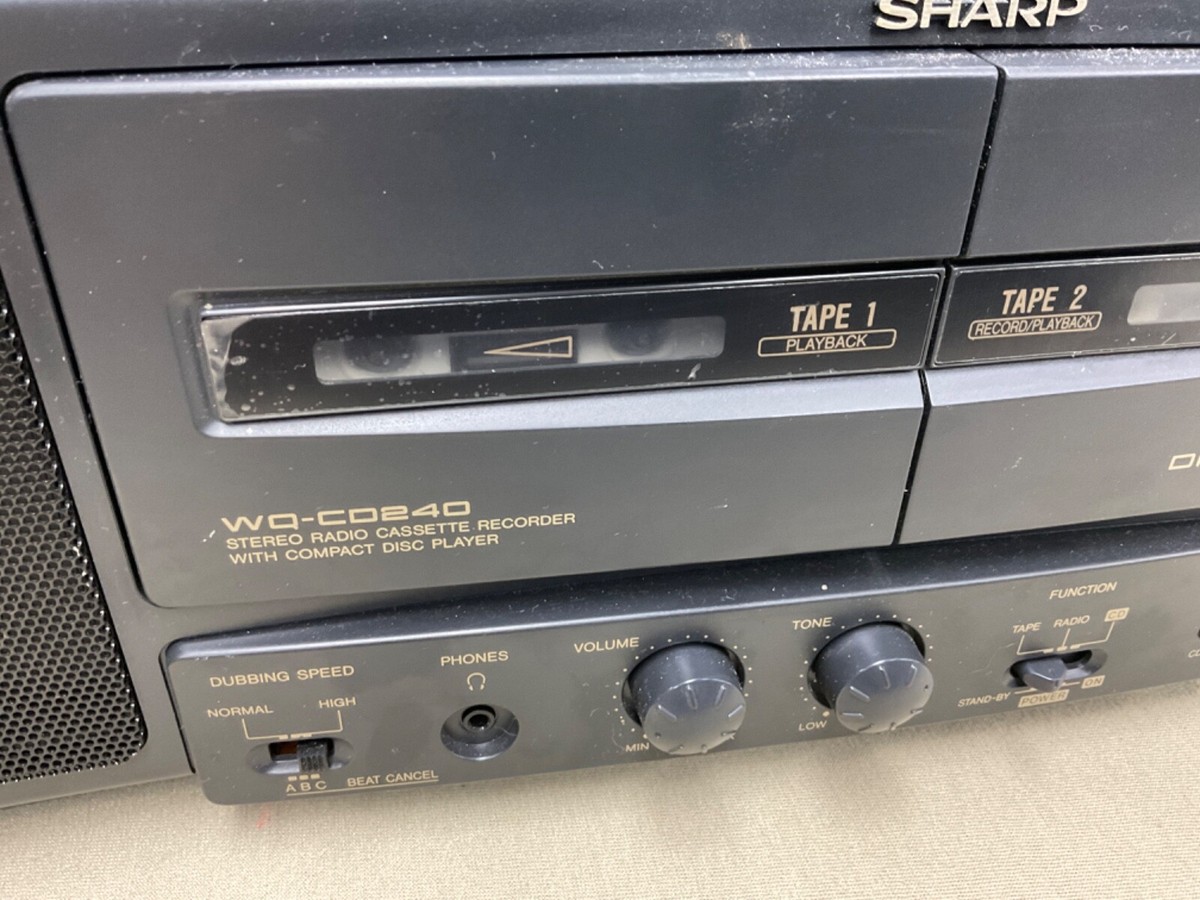 SHARP
TAPE 1
PLAYBACK
TAPE 2
RECORD/PLAYBACK
WQ-CD240
STEREO RADIO CASSETTE RECORDER
WITH COMPACT DISC PLAYER
DUBBING SPEED
NORMAL HIGH
A B C BEAT CANCEL
PHONES
VOLUME
MIN
TONE
LOW
FUNCTION
TAPE RADIO CD
STAND-BY POWER ON
CD